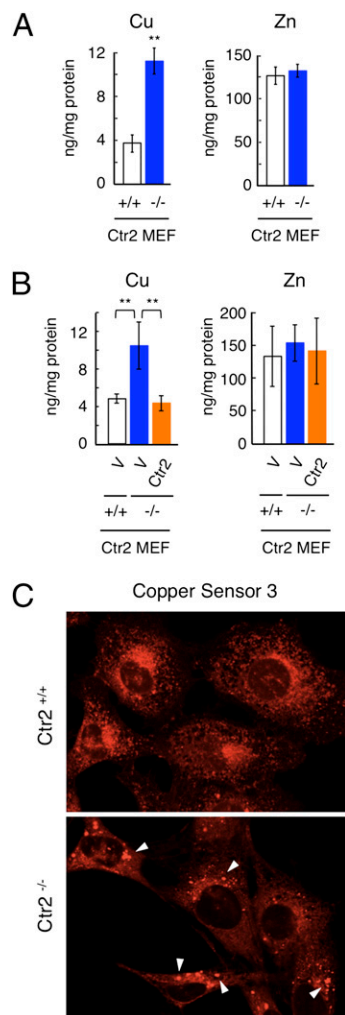 A
Cu
Zn
**
ng/mg protein
12
8
4
0
ng/mg protein
150
100
50
0
+/+ -/-
+/+ -/-
Ctr2 MEF
Ctr2 MEF
B
Cu
Zn
** **
ng/mg protein
12
8
4
0
ng/mg protein
200
150
100
50
0
V V Ctr2
V V Ctr2
+/+ -/-
+/+ -/-
Ctr2 MEF
Ctr2 MEF
C
Copper Sensor 3
Ctr2 +/+
Ctr2 -/-